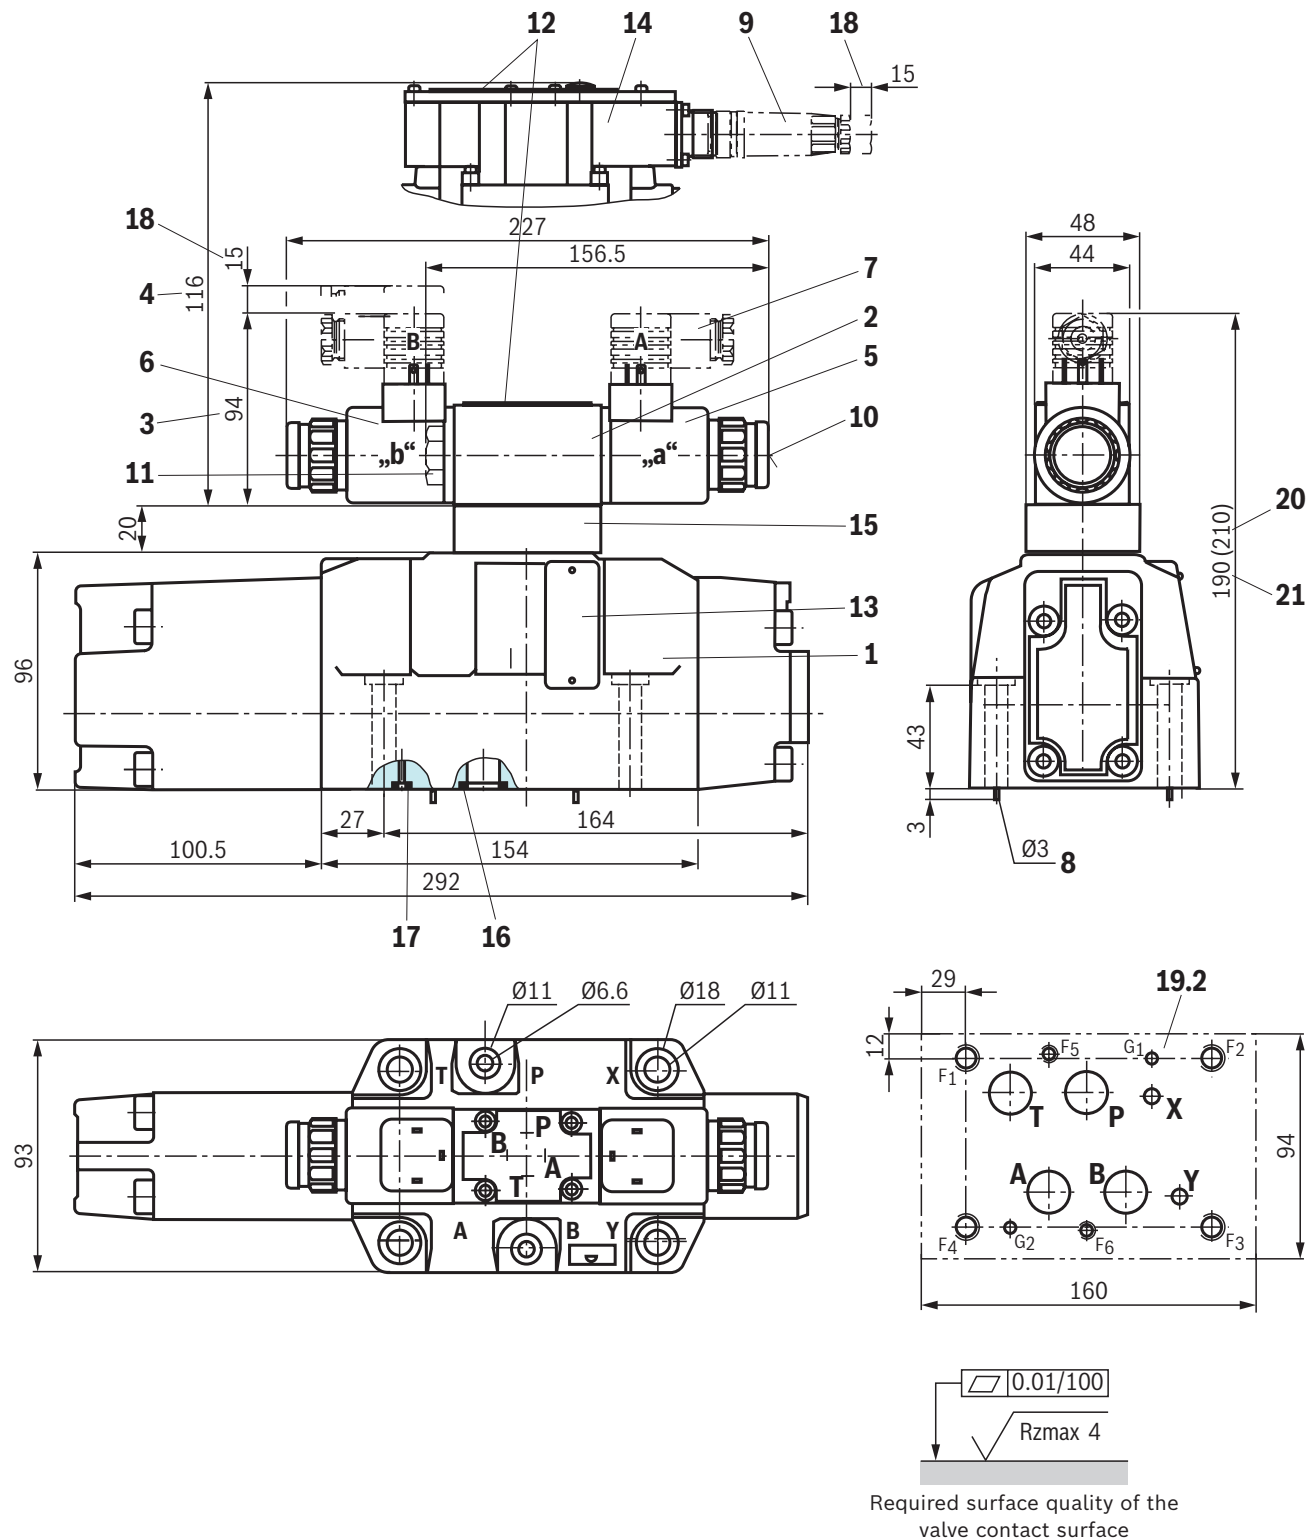 12
14
9
18
15
18
227
48
15
156.5
44
4
116
7
2
B
A
6
5
3
94
10
„b“
„a“
11
20
15
190 (210)
20
21
13
96
1
43
3
27
164
Ø3
8
100.5
154
292
17
16
Ø11
Ø6.6
Ø18
Ø11
29
19.2
12
F5
G1
F2
F1
T
P
X
T
P
X
93
B
P
A
T
94
A
B
Y
A
B
Y
F4
G2
F6
F3
160
0.01/100
Rzmax 4
Required surface quality of the
valve contact surface